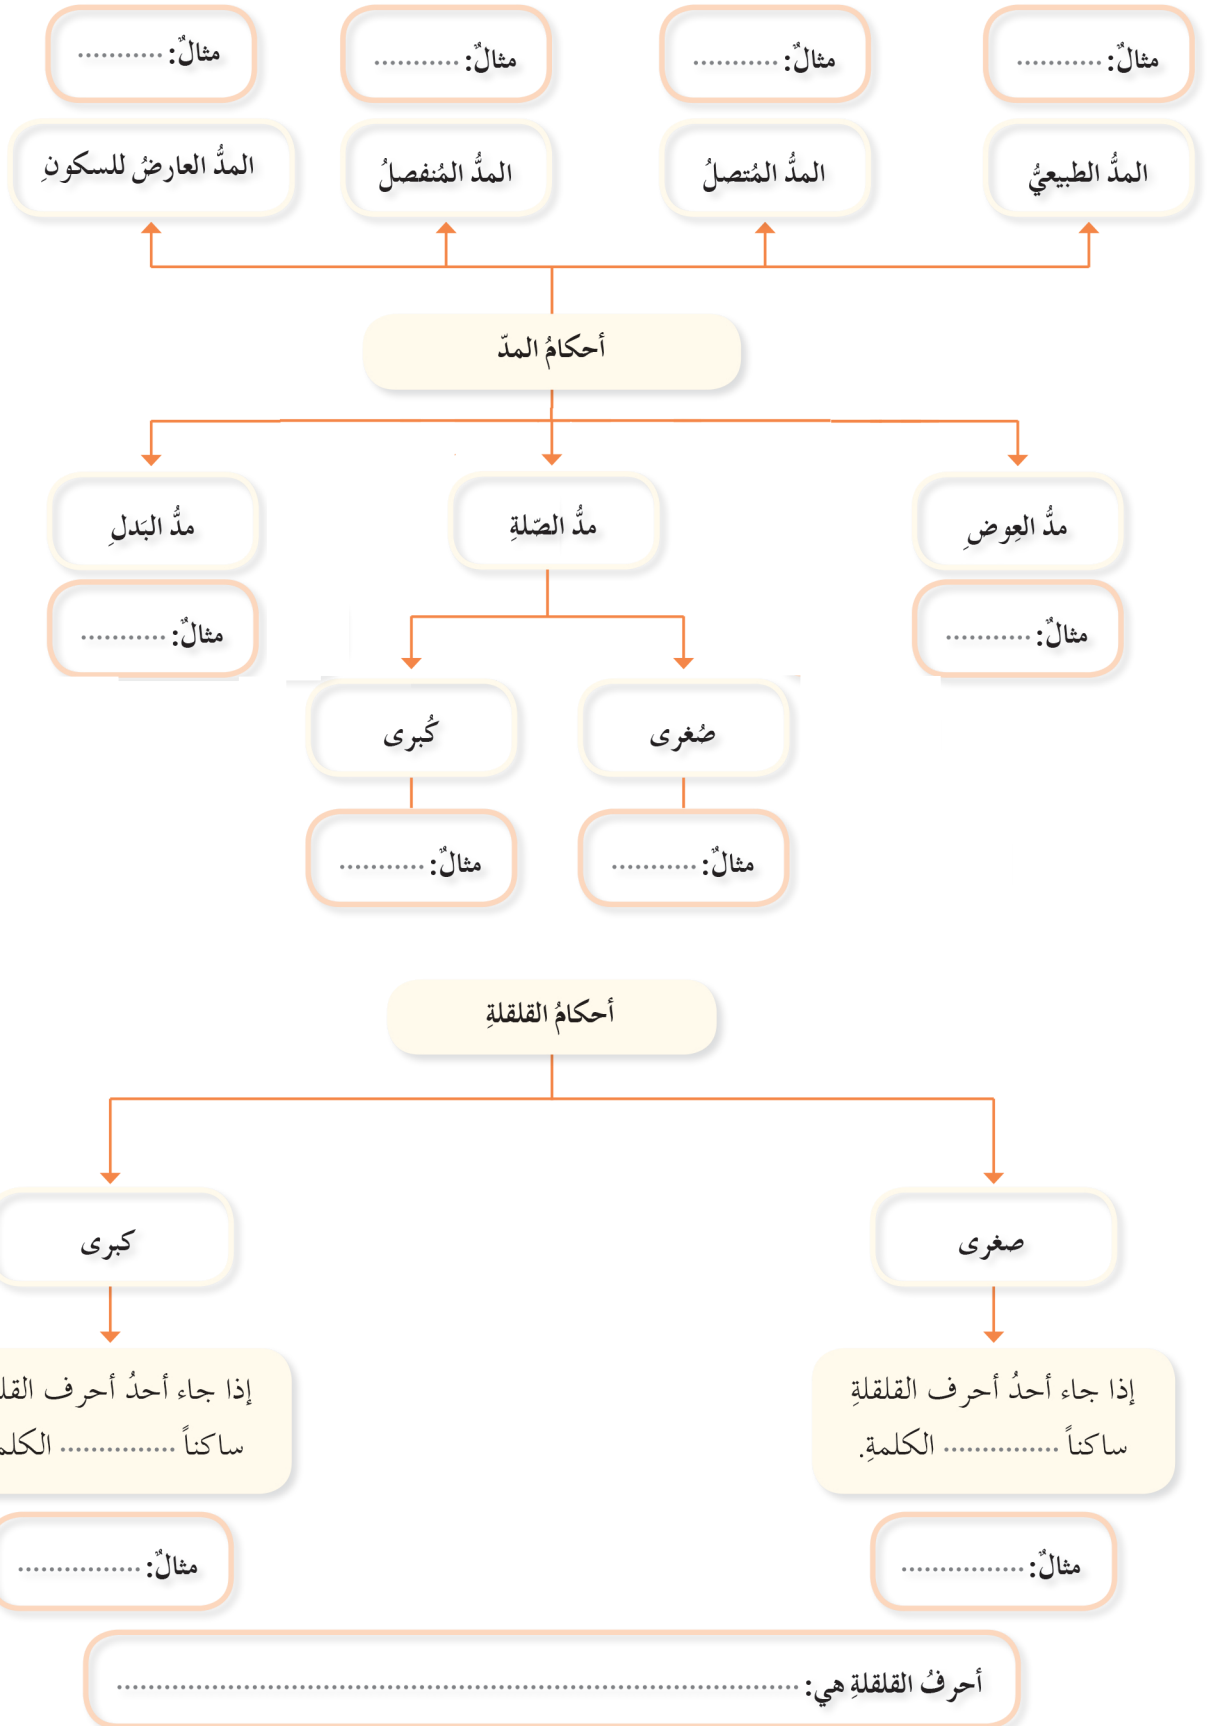 مثالٌ: ...........
مثالٌ: ...........
مثالٌ: ...........
مثالٌ: ...........
المدُّ الطبيعيُّ
المدُّ المُتصلُ
المدُّ المُنفصلُ
المدُّ العارضُ للسكونِ
أحكامُ المدّ
مدُّ العِوضِ
مدُّ الصّلةِ
مدُّ البَدلِ
مثالٌ: ...........
مثالٌ: ...........
صُغرى
كُبرى
مثالٌ: ...........
مثالٌ: ...........
أحكامُ القلقلةِ
صغرى
كبرى
إذا جاء أحدُ أحرف القلقلةِ
ساكناً ............... الكلمةِ.
إذا جاء أحدُ أحرف
ساكناً ...............
مثالٌ: ................
مثالٌ: ................
أحرفُ القلقلةِ هي: ......................................................................................